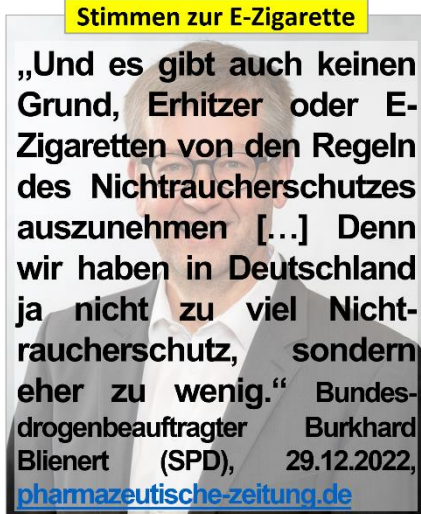 Stimmen zur E-Zigarette
„Und es gibt auch keinen
Grund, Erhitzer oder E-
Zigaretten von den Regeln
des Nichtraucherschutzes
auszunehmen […] Denn
wir haben in Deutschland
ja nicht zu viel Nicht-
raucherschutz, sondern
eher zu wenig.“ Bundes-
drogenbeauftragter Burkhard
Blienert (SPD), 29.12.2022,
pharmazeutische-zeitung.de